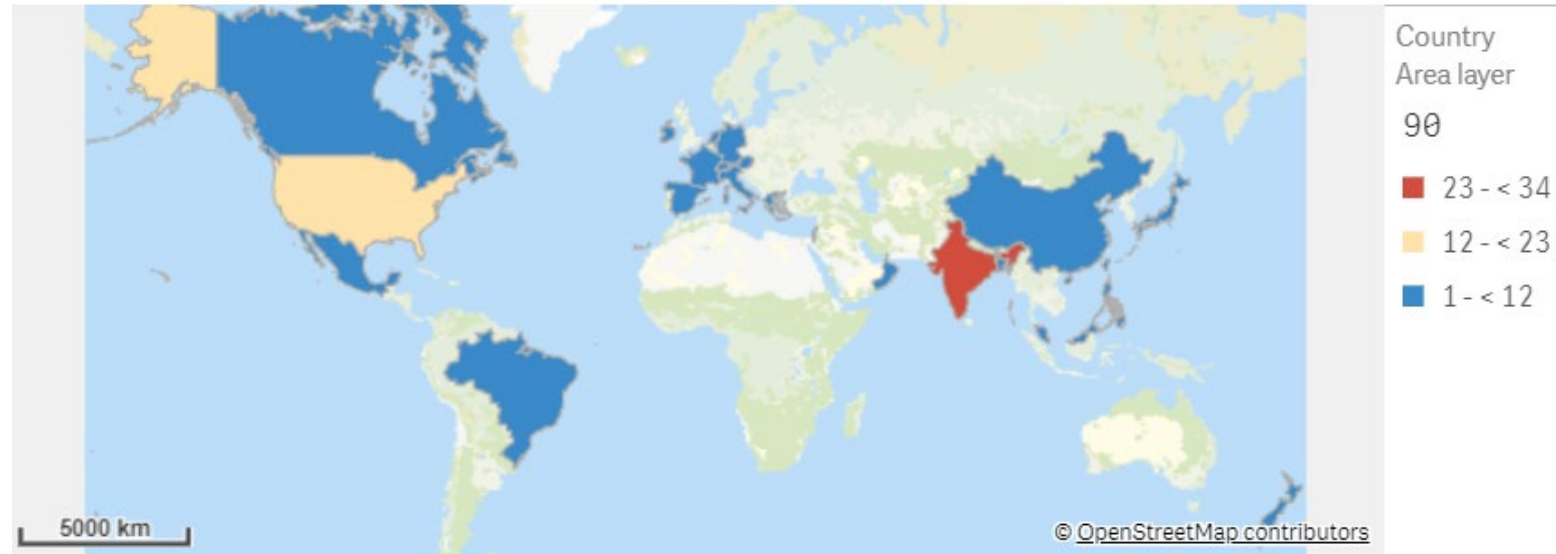 Country
Area layer
90
23 - < 34
12 - < 23
1 - < 12
5000 km
© OpenStreetMap contributors